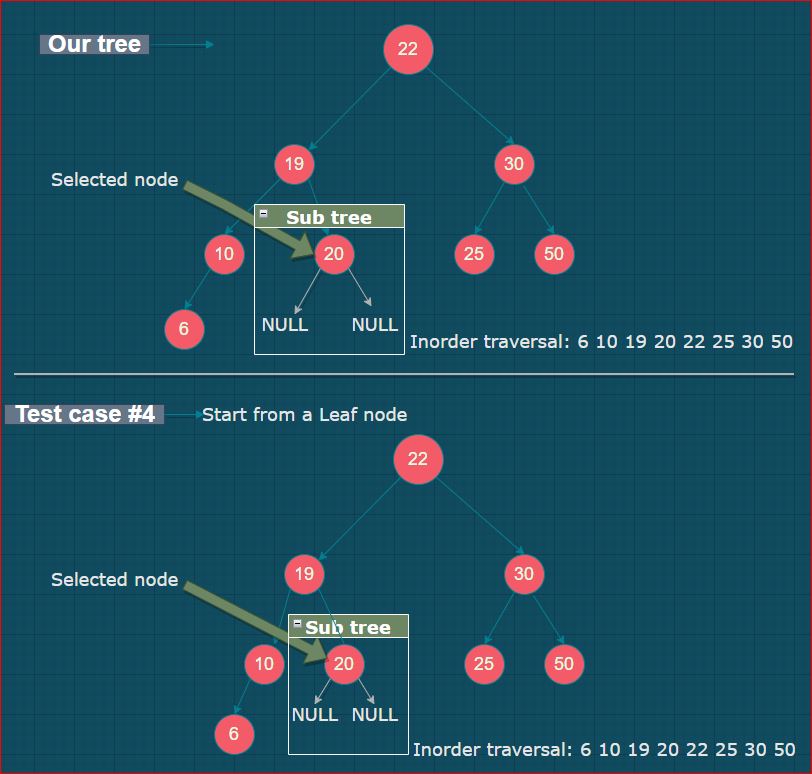 Our tree
22
19
30
Selected node
Sub tree
10
20
25
50
6
NULL NULL
Inorder traversal: 6 10 19 20 22 25 30 50
Test case #4
Start from a Leaf node
22
19
30
Selected node
Sub tree
10
20
25
50
NULL NULL
6
Inorder traversal: 6 10 19 20 22 25 30 50